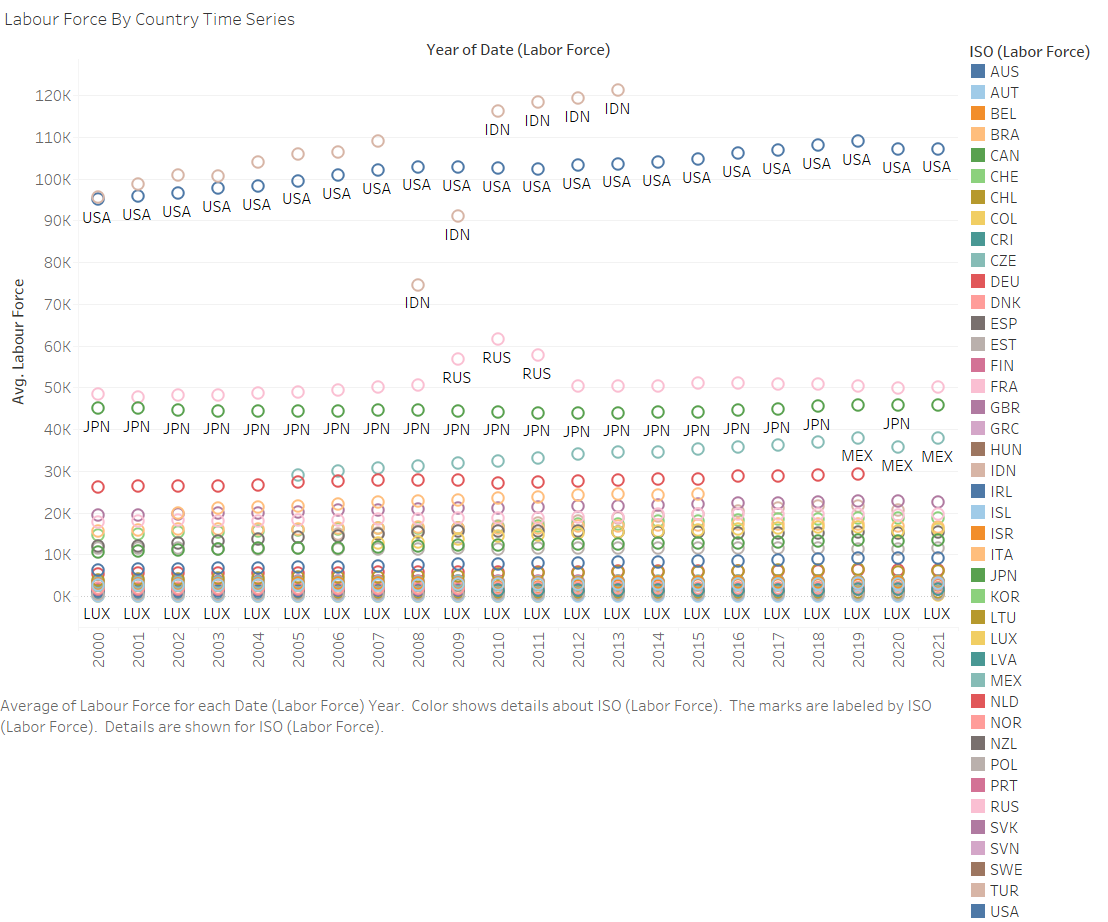 Labour Force By Country Time Series
Year of Date (Labor Force)
ISO (Labor Force)
AUS
AUT
BEL
BRA
CAN
CHE
CHL
COL
CRI
CZE
DEU
DNK
ESP
EST
FIN
FRA
GBR
GRC
HUN
IDN
IRL
ISL
ISR
ITA
JPN
KOR
LTU
LUX
LVA
MEX
NLD
NOR
NZL
POL
PRT
RUS
SVK
SVN
SWE
TUR
USA
Avg. Labour Force
120K
110K
100K
90K
80K
70K
60K
50K
40K
30K
20K
10K
0K
IDN IDN IDN IDN
USA USA USA USA USA USA USA USA USA USA USA USA USA USA USA USA USA USA USA USA USA USA
IDN
IDN
RUS RUS RUS
JPN JPN JPN JPN JPN JPN JPN JPN JPN JPN JPN JPN JPN JPN JPN JPN JPN JPN JPN JPN
MEX MEX MEX
LUX LUX LUX LUX LUX LUX LUX LUX LUX LUX LUX LUX LUX LUX LUX LUX LUX LUX LUX LUX LUX LUX
2000 2001 2002 2003 2004 2005 2006 2007 2008 2009 2010 2011 2012 2013 2014 2015 2016 2017 2018 2019 2020 2021
Average of Labour Force for each Date (Labor Force) Year.  Color shows details about ISO (Labor Force).  The marks are labeled by ISO
(Labor Force).  Details are shown for ISO (Labor Force).